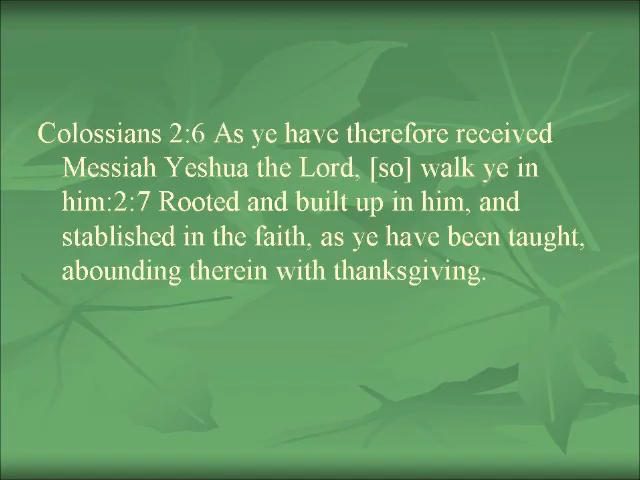 Colossians 2:6 As ye have therefore received
Messiah Yeshua the Lord, [so] walk ye in
him:2:7 Rooted and built up in him, and
stablished in the faith, as ye have been taught,
abounding therein with thanksgiving.